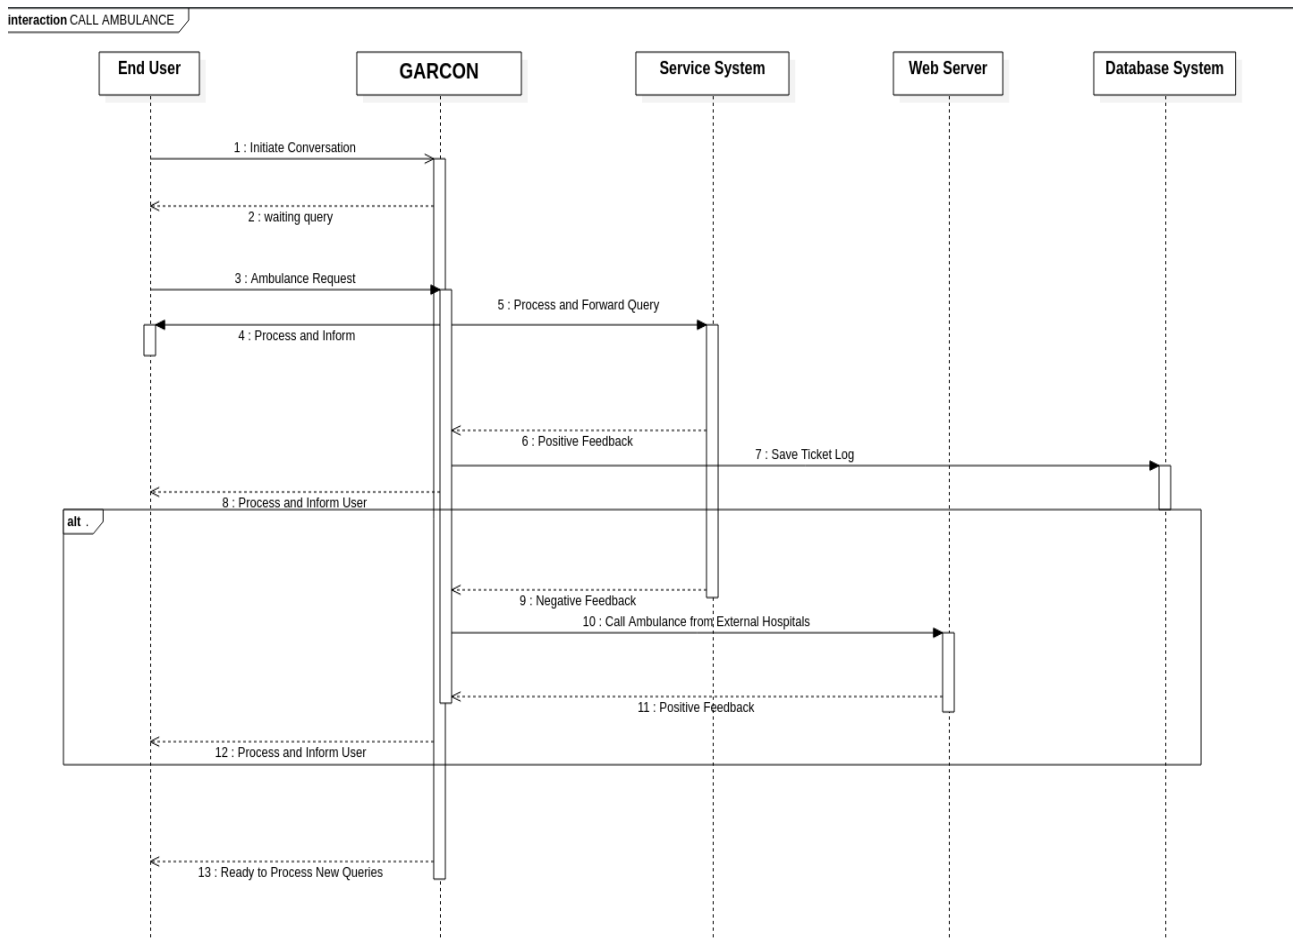 interaction CALL AMBULANCE
End User
GARCON
Service System
Web Server
Database System
1 : Initiate Conversation
2 : waiting query
3 : Ambulance Request
5 : Process and Forward Query
4 : Process and Inform
6 : Positive Feedback
7 : Save Ticket Log
8 : Process and Inform User
alt .
9 : Negative Feedback
10 : Call Ambulance from External Hospitals
11 : Positive Feedback
12 : Process and Inform User
13 : Ready to Process New Queries